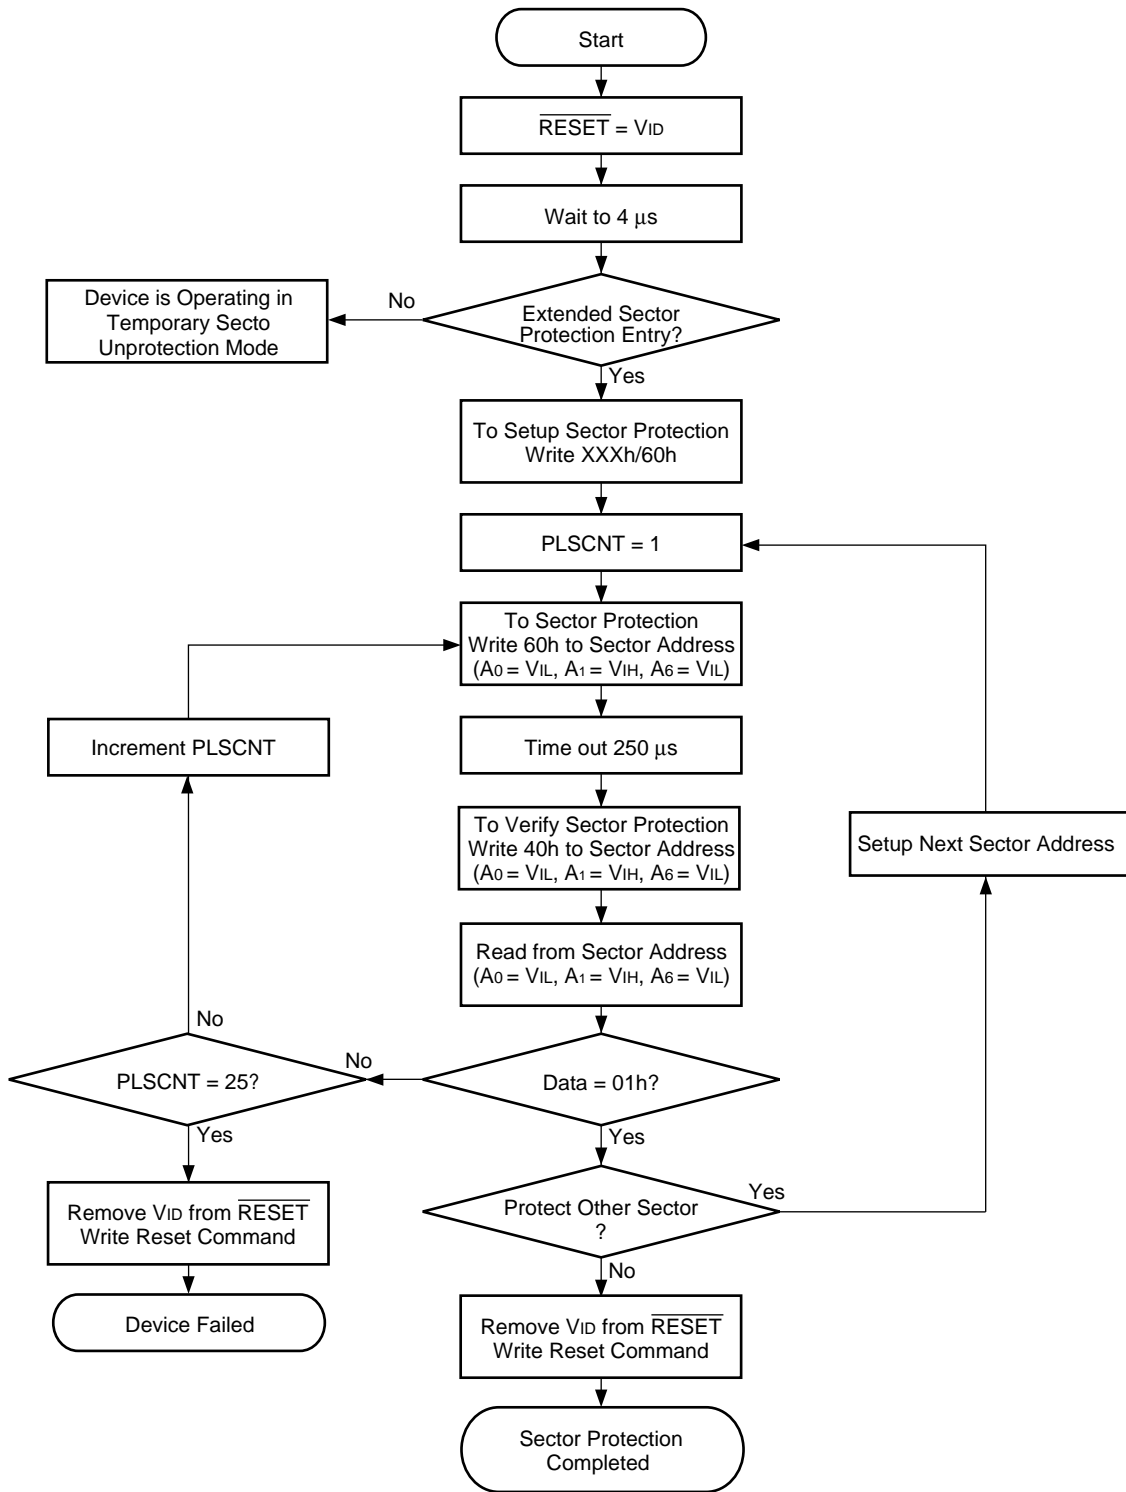 Start
RESET = VID
Wait to 4 μs
Device is Operating in
Temporary Secto
Unprotection Mode
No
Extended Sector
Protection Entry?
Yes
To Setup Sector Protection
Write XXXh/60h
PLSCNT = 1
To Sector Protection
Write 60h to Sector Address
(A0 = VIL, A1 = VIH, A6 = VIL)
Increment PLSCNT
Time out 250 μs
To Verify Sector Protection
Write 40h to Sector Address
(A0 = VIL, A1 = VIH, A6 = VIL)
Setup Next Sector Address
Read from Sector Address
(A0 = VIL, A1 = VIH, A6 = VIL)
No
PLSCNT = 25?
No
Data = 01h?
Yes
Yes
Protect Other Sector
?
Yes
Remove VID from RESET
Write Reset Command
No
Device Failed
Remove VID from RESET
Write Reset Command
Sector Protection
Completed